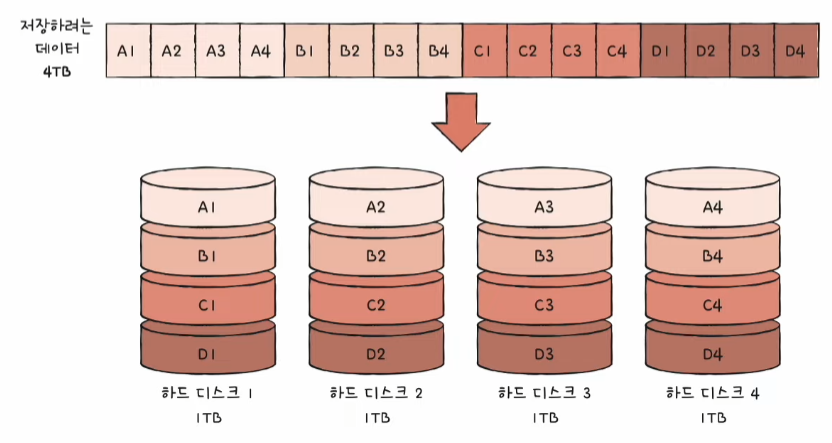 저장하려는
데이터
4TB
A1 A2 A3 A4 B1 B2 B3 B4 C1 C2 C3 C4 D1 D2 D3 D4
A1 A2 A3 A4
B1 B2 B3 B4
C1 C2 C3 C4
D1 D2 D3 D4
하드 디스크 1 하드 디스크 2 하드 디스크 3 하드 디스크 4
1TB 1TB 1TB 1TB